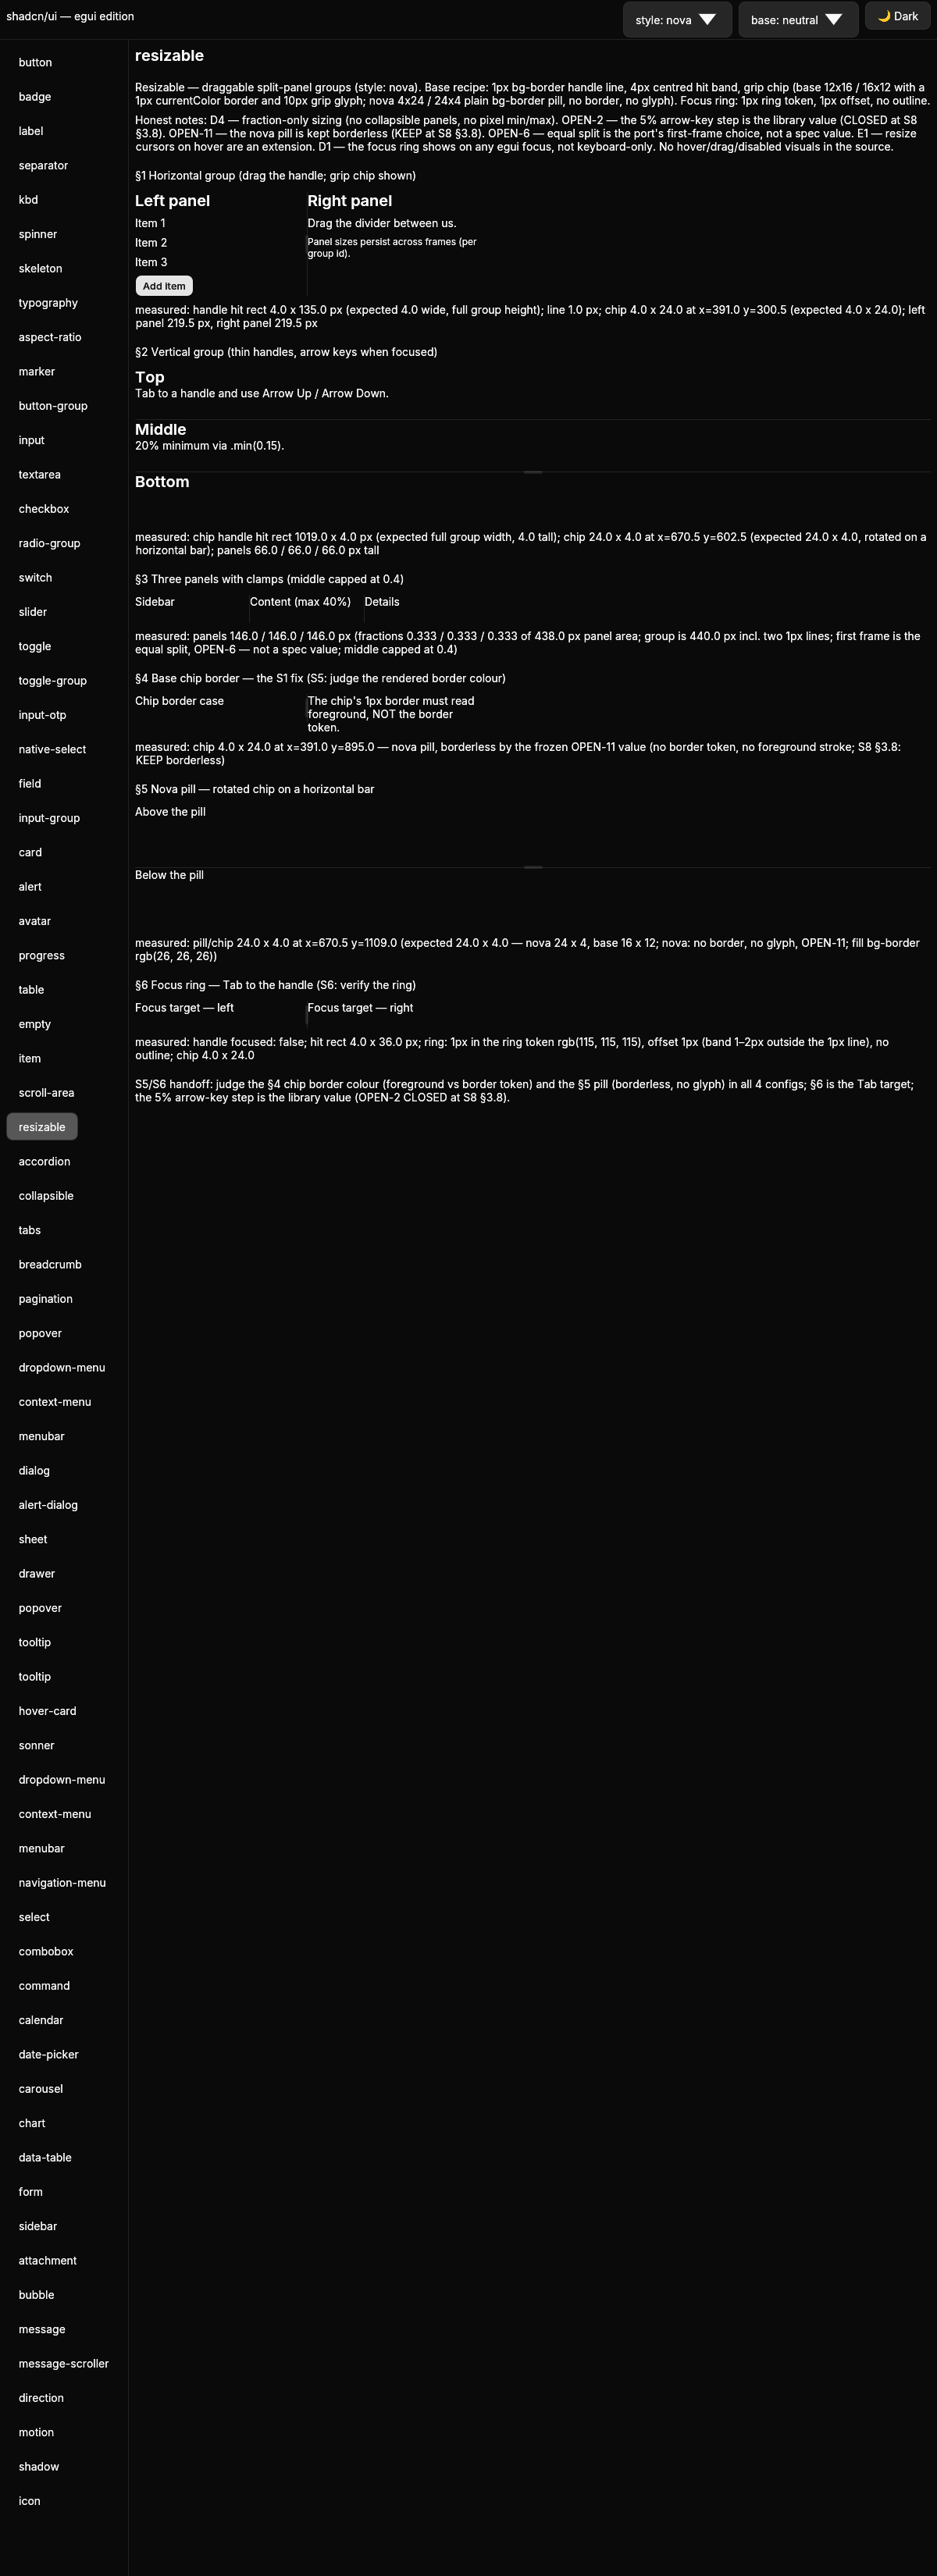 shadcn/ui — egui edition
style: nova
base: neutral
🌙 Dark
button
badge
label
separator
kbd
spinner
skeleton
typography
aspect-ratio
marker
button-group
input
textarea
checkbox
radio-group
switch
slider
toggle
toggle-group
input-otp
native-select
field
input-group
card
alert
avatar
progress
table
empty
item
scroll-area
resizable
accordion
collapsible
tabs
breadcrumb
pagination
popover
dropdown-menu
context-menu
menubar
dialog
alert-dialog
sheet
drawer
popover
tooltip
tooltip
hover-card
sonner
dropdown-menu
context-menu
menubar
navigation-menu
select
combobox
command
calendar
date-picker
carousel
chart
data-table
form
sidebar
attachment
bubble
message
message-scroller
direction
motion
shadow
icon
resizable
Resizable — draggable split-panel groups (style: nova). Base recipe: 1px bg-border handle line, 4px centred hit band, grip chip (base 12x16 / 16x12 with a
1px currentColor border and 10px grip glyph; nova 4x24 / 24x4 plain bg-border pill, no border, no glyph). Focus ring: 1px ring token, 1px offset, no outline.
Honest notes: D4 — fraction-only sizing (no collapsible panels, no pixel min/max). OPEN-2 — the 5% arrow-key step is the library value (CLOSED at S8
§3.8). OPEN-11 — the nova pill is kept borderless (KEEP at S8 §3.8). OPEN-6 — equal split is the port's first-frame choice, not a spec value. E1 — resize
cursors on hover are an extension. D1 — the focus ring shows on any egui focus, not keyboard-only. No hover/drag/disabled visuals in the source.
§1 Horizontal group (drag the handle; grip chip shown)
Left panel
Item 1
Item 2
Item 3
Add item
Right panel
Drag the divider between us.
Panel sizes persist across frames (per
group id).
measured: handle hit rect 4.0 x 135.0 px (expected 4.0 wide, full group height); line 1.0 px; chip 4.0 x 24.0 at x=391.0 y=300.5 (expected 4.0 x 24.0); left
panel 219.5 px, right panel 219.5 px
§2 Vertical group (thin handles, arrow keys when focused)
Top
Tab to a handle and use Arrow Up / Arrow Down.
Middle
20% minimum via .min(0.15).
Bottom
measured: chip handle hit rect 1019.0 x 4.0 px (expected full group width, 4.0 tall); chip 24.0 x 4.0 at x=670.5 y=602.5 (expected 24.0 x 4.0, rotated on a
horizontal bar); panels 66.0 / 66.0 / 66.0 px tall
§3 Three panels with clamps (middle capped at 0.4)
Sidebar
Content (max 40%)
Details
measured: panels 146.0 / 146.0 / 146.0 px (fractions 0.333 / 0.333 / 0.333 of 438.0 px panel area; group is 440.0 px incl. two 1px lines; first frame is the
equal split, OPEN-6 — not a spec value; middle capped at 0.4)
§4 Base chip border — the S1 fix (S5: judge the rendered border colour)
Chip border case
The chip's 1px border must read
foreground, NOT the border
token.
measured: chip 4.0 x 24.0 at x=391.0 y=895.0 — nova pill, borderless by the frozen OPEN-11 value (no border token, no foreground stroke; S8 §3.8:
KEEP borderless)
§5 Nova pill — rotated chip on a horizontal bar
Above the pill
Below the pill
measured: pill/chip 24.0 x 4.0 at x=670.5 y=1109.0 (expected 24.0 x 4.0 — nova 24 x 4, base 16 x 12; nova: no border, no glyph, OPEN-11; fill bg-border
rgb(26, 26, 26))
§6 Focus ring — Tab to the handle (S6: verify the ring)
Focus target — left
Focus target — right
measured: handle focused: false; hit rect 4.0 x 36.0 px; ring: 1px in the ring token rgb(115, 115, 115), offset 1px (band 1–2px outside the 1px line), no
outline; chip 4.0 x 24.0
S5/S6 handoff: judge the §4 chip border colour (foreground vs border token) and the §5 pill (borderless, no glyph) in all 4 configs; §6 is the Tab target;
the 5% arrow-key step is the library value (OPEN-2 CLOSED at S8 §3.8).